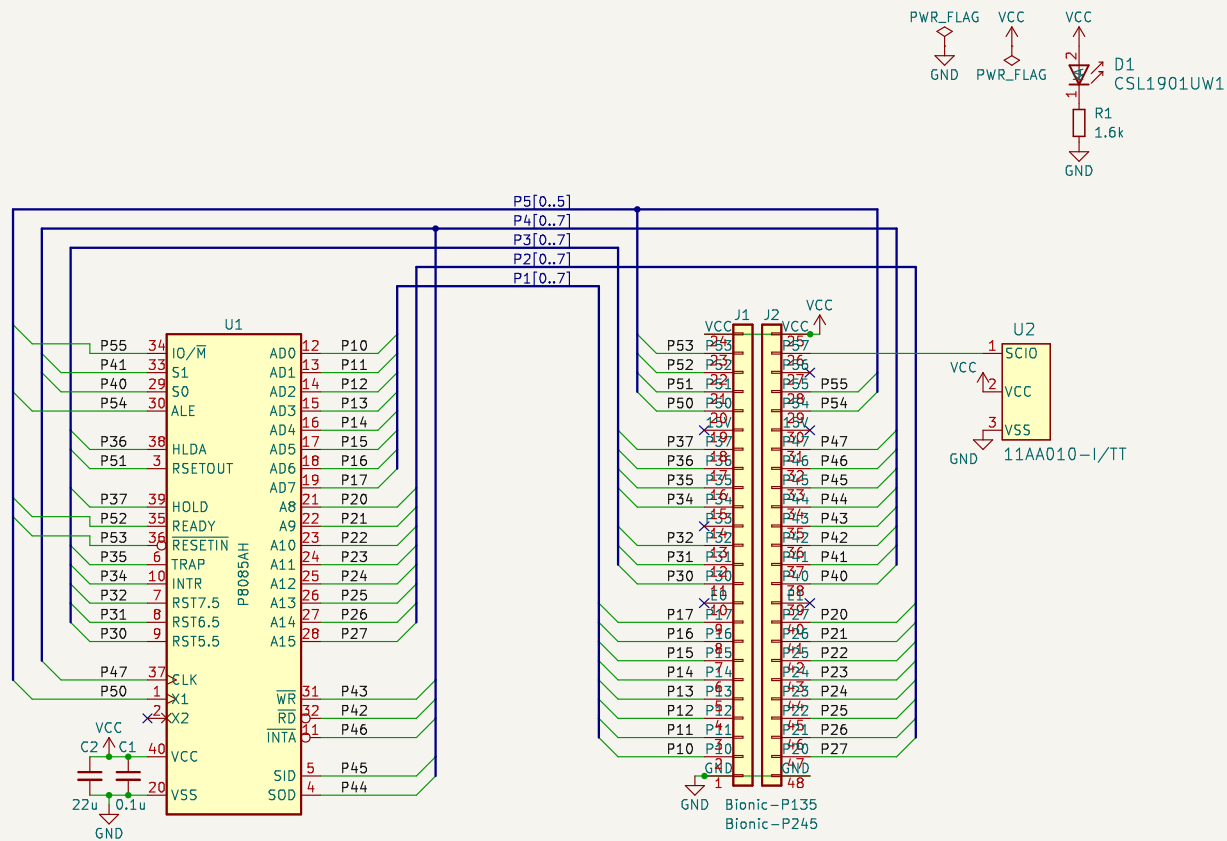 PWR_FLAG VCC VCC
GND PWR_FLAG
2
D1
CSL1901UW1
1
R1
1.6k
GND
P5[0..5]
P4[0..7]
P3[0..7]
P2[0..7]
P1[0..7]
U1
P8085AH
P55 34 IO/M
P41 33 S1
P40 29 S0
P54 30 ALE
P36 38 HLDA
P51 3 RSETOUT
P37 39 HOLD
P52 35 READY
P53 36 RESETIN
P35 6 TRAP
P34 10 INTR
P32 7 RST7.5
P31 8 RST6.5
P30 9 RST5.5
P47 37 CLK
P50 1 X1
2 X2
VCC
40 VCC
C2 C1
20 VSS
22u 0.1u
GND
AD0 12 P10
AD1 13 P11
AD2 14 P12
AD3 15 P13
AD4 16 P14
AD5 17 P15
AD6 18 P16
AD7 19 P17
A8 21 P20
A9 22 P21
A10 23 P22
A11 24 P23
A12 25 P24
A13 26 P25
A14 27 P26
A15 28 P27
WR 31 P43
RD 32 P42
INTA 11 P46
SID 5 P45
SOD 4 P44
VCC
J1 J2
VCC VCC
P53
P52
P51 P55
P50 P54
P37 P47
P36 P46
P35 P45
P34 P44
P43
P32 P42
P31 P41
P30 P40
P17 P20
P16 P21
P15 P22
P14 P23
P13 P24
P12 P25
P11 P26
P10 P27
GND GND
1 48
GND
Bionic-P135
Bionic-P245
U2
1 SCIO
VCC
2 VCC
3 VSS
GND
11AA010-I/TT